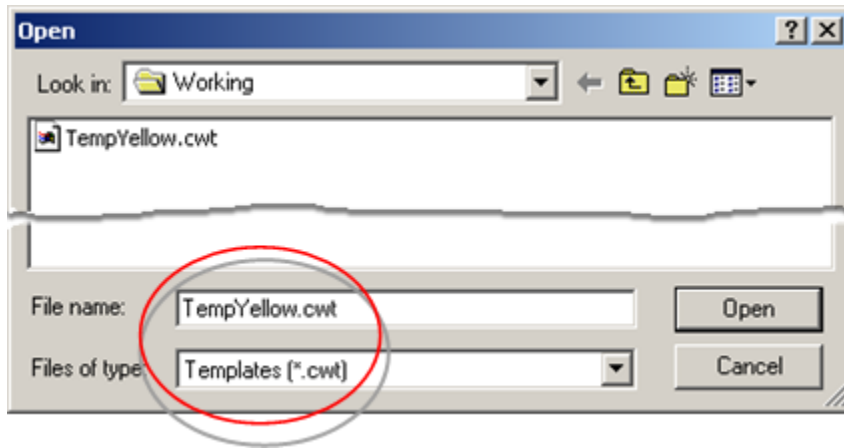 Open
Look in: Working
TempYellow.cwt
File name: TempYellow.cwt Open
Files of type: Templates (*.cwt) Cancel